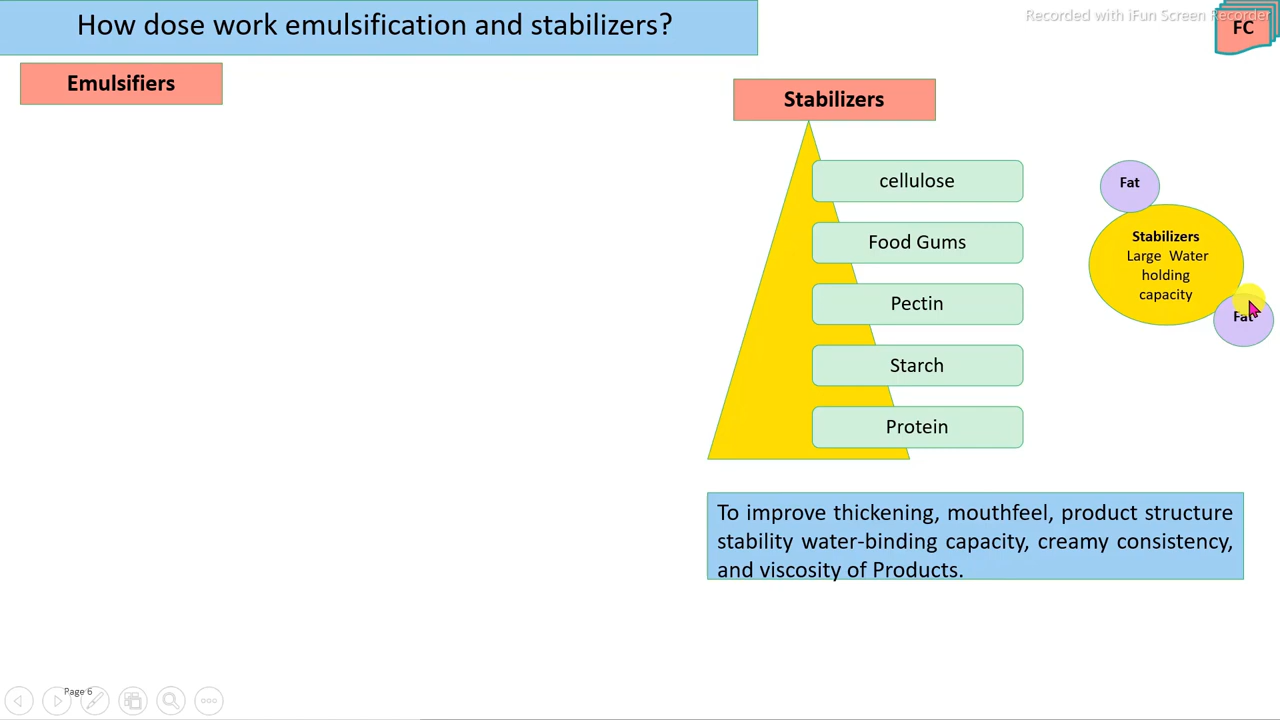 How dose work emulsification and stabilizers?
Recorded with iFun Screen Recorder
FC
Emulsifiers
Stabilizers
cellulose
Food Gums
Pectin
Starch
Protein
Fat
Stabilizers
Large Water
holding
capacity
Fat
To improve thickening, mouthfeel, product structure
stability water-binding capacity, creamy consistency,
and viscosity of Products.
Page 6